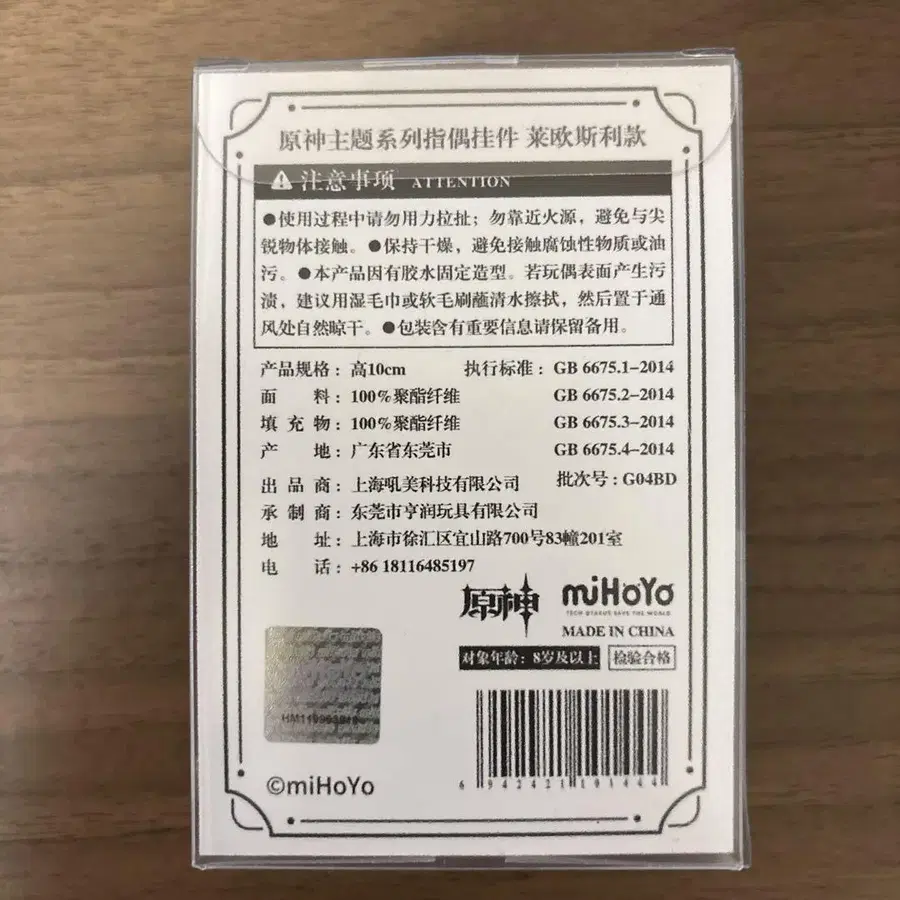 原神主题系列指偶挂件 莱欧斯利款
注意事项 ATTENTION
●使用过程中请勿用力拉扯；勿靠近火源，避免与尖
锐物体接触。●保持干燥，避免接触腐蚀性物质或油
污。●本产品因有胶水固定造型。若玩偶表面产生污
渍，建议用湿毛巾或软毛刷蘸清水擦拭，然后置于通
风处自然晾干。●包装含有重要信息请保留备用。
产品规格：高10cm 执行标准：GB 6675.1-2014
面料：100%聚酯纤维 GB 6675.2-2014
填充物：100%聚酯纤维 GB 6675.3-2014
产地：广东省东莞市 GB 6675.4-2014
出品商：上海吼美科技有限公司 批次号：G04BD
承制商：东莞市亨润玩具有限公司
地址：上海市徐汇区宜山路700号83幢201室
电话：+86 18116485197
原神 miHoYo
TECH OTAKUS SAVE THE WORLD
MADE IN CHINA
对象年龄：8岁及以上 检验合格
©miHoYo